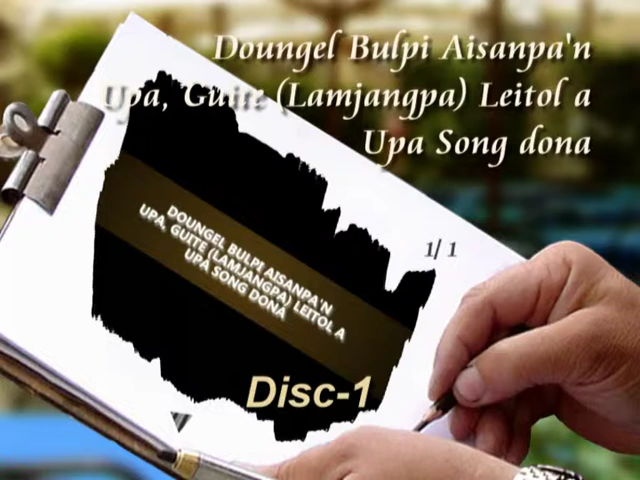 Doungel Bulpi Aisanpa'n
Upa, Guite (Lamjangpa) Leitol a
Upa Song dona
1/ 1
DOUNGEL BULPI AISANPA'N
UPA, GUITE (LAMJANGPA) LEITOL A
UPA SONG DONA
Disc-1